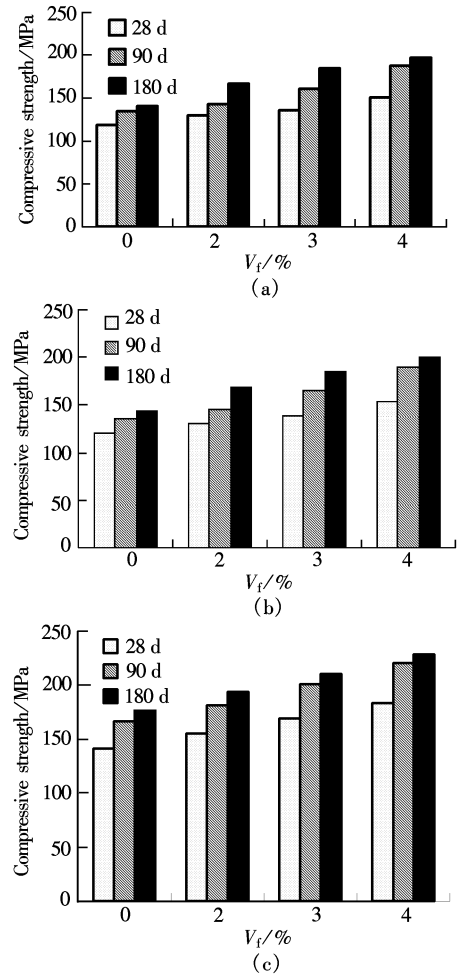 Compressive strength/MPa
250
200
150
100
50
0
28 d
90 d
180 d
0 2 3 4
Vf/%
(a)
Compressive strength/MPa
250
200
150
100
50
0
28 d
90 d
180 d
0 2 3 4
Vf/%
(b)
Compressive strength/MPa
250
200
150
100
50
0
28 d
90 d
180 d
0 2 3 4
Vf/%
(c)